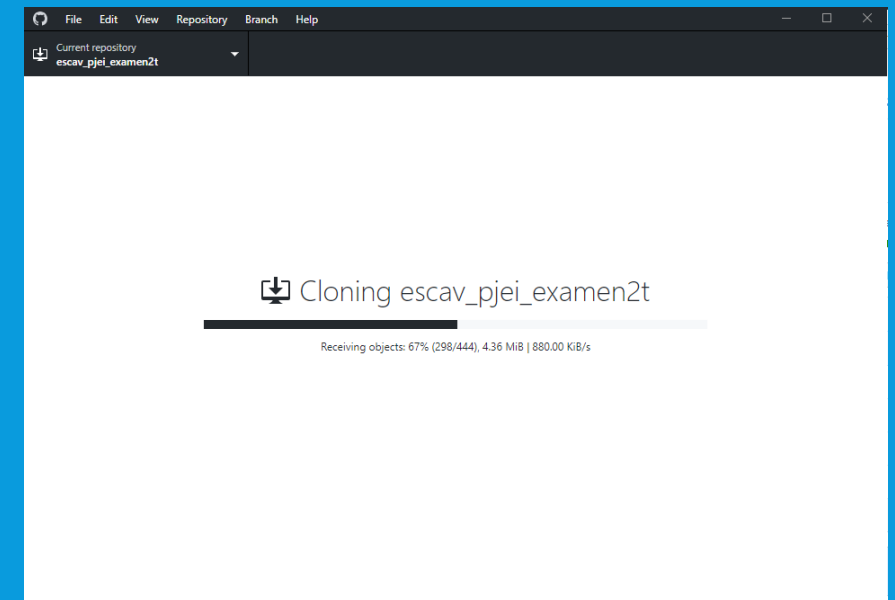 File Edit View Repository Branch Help
Current repository
escav_pjei_examen2t
Cloning escav_pjei_examen2t
Receiving objects: 67% (298/444), 4.36 MiB | 880.00 KiB/s